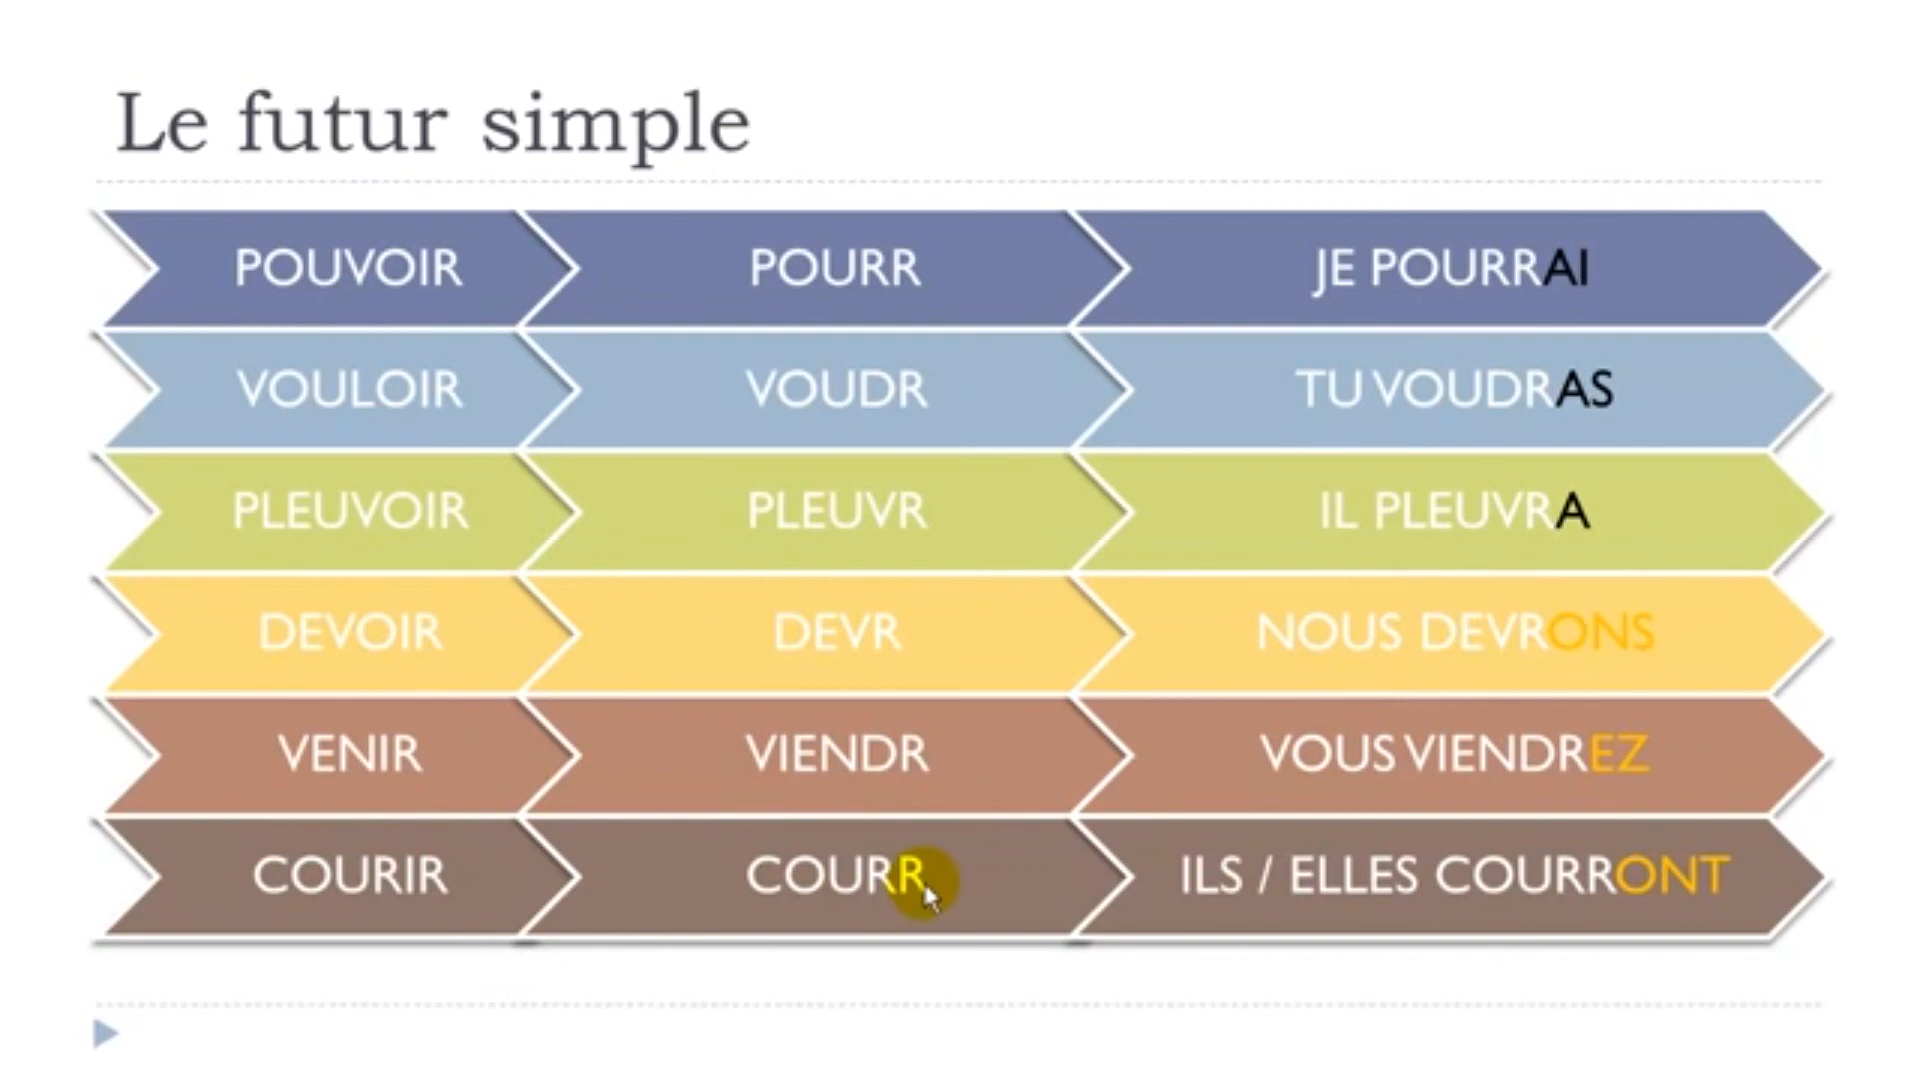 Le futur simple
POUVOIR POURR JE POURRAI
VOULOIR VOUDR TU VOUDRAS
PLEUVOIR PLEUVR IL PLEUVRA
DEVOIR DEVR NOUS DEVRONS
VENIR VIENDR VOUS VIENDREZ
COURIR COURR ILS / ELLES COURRONT